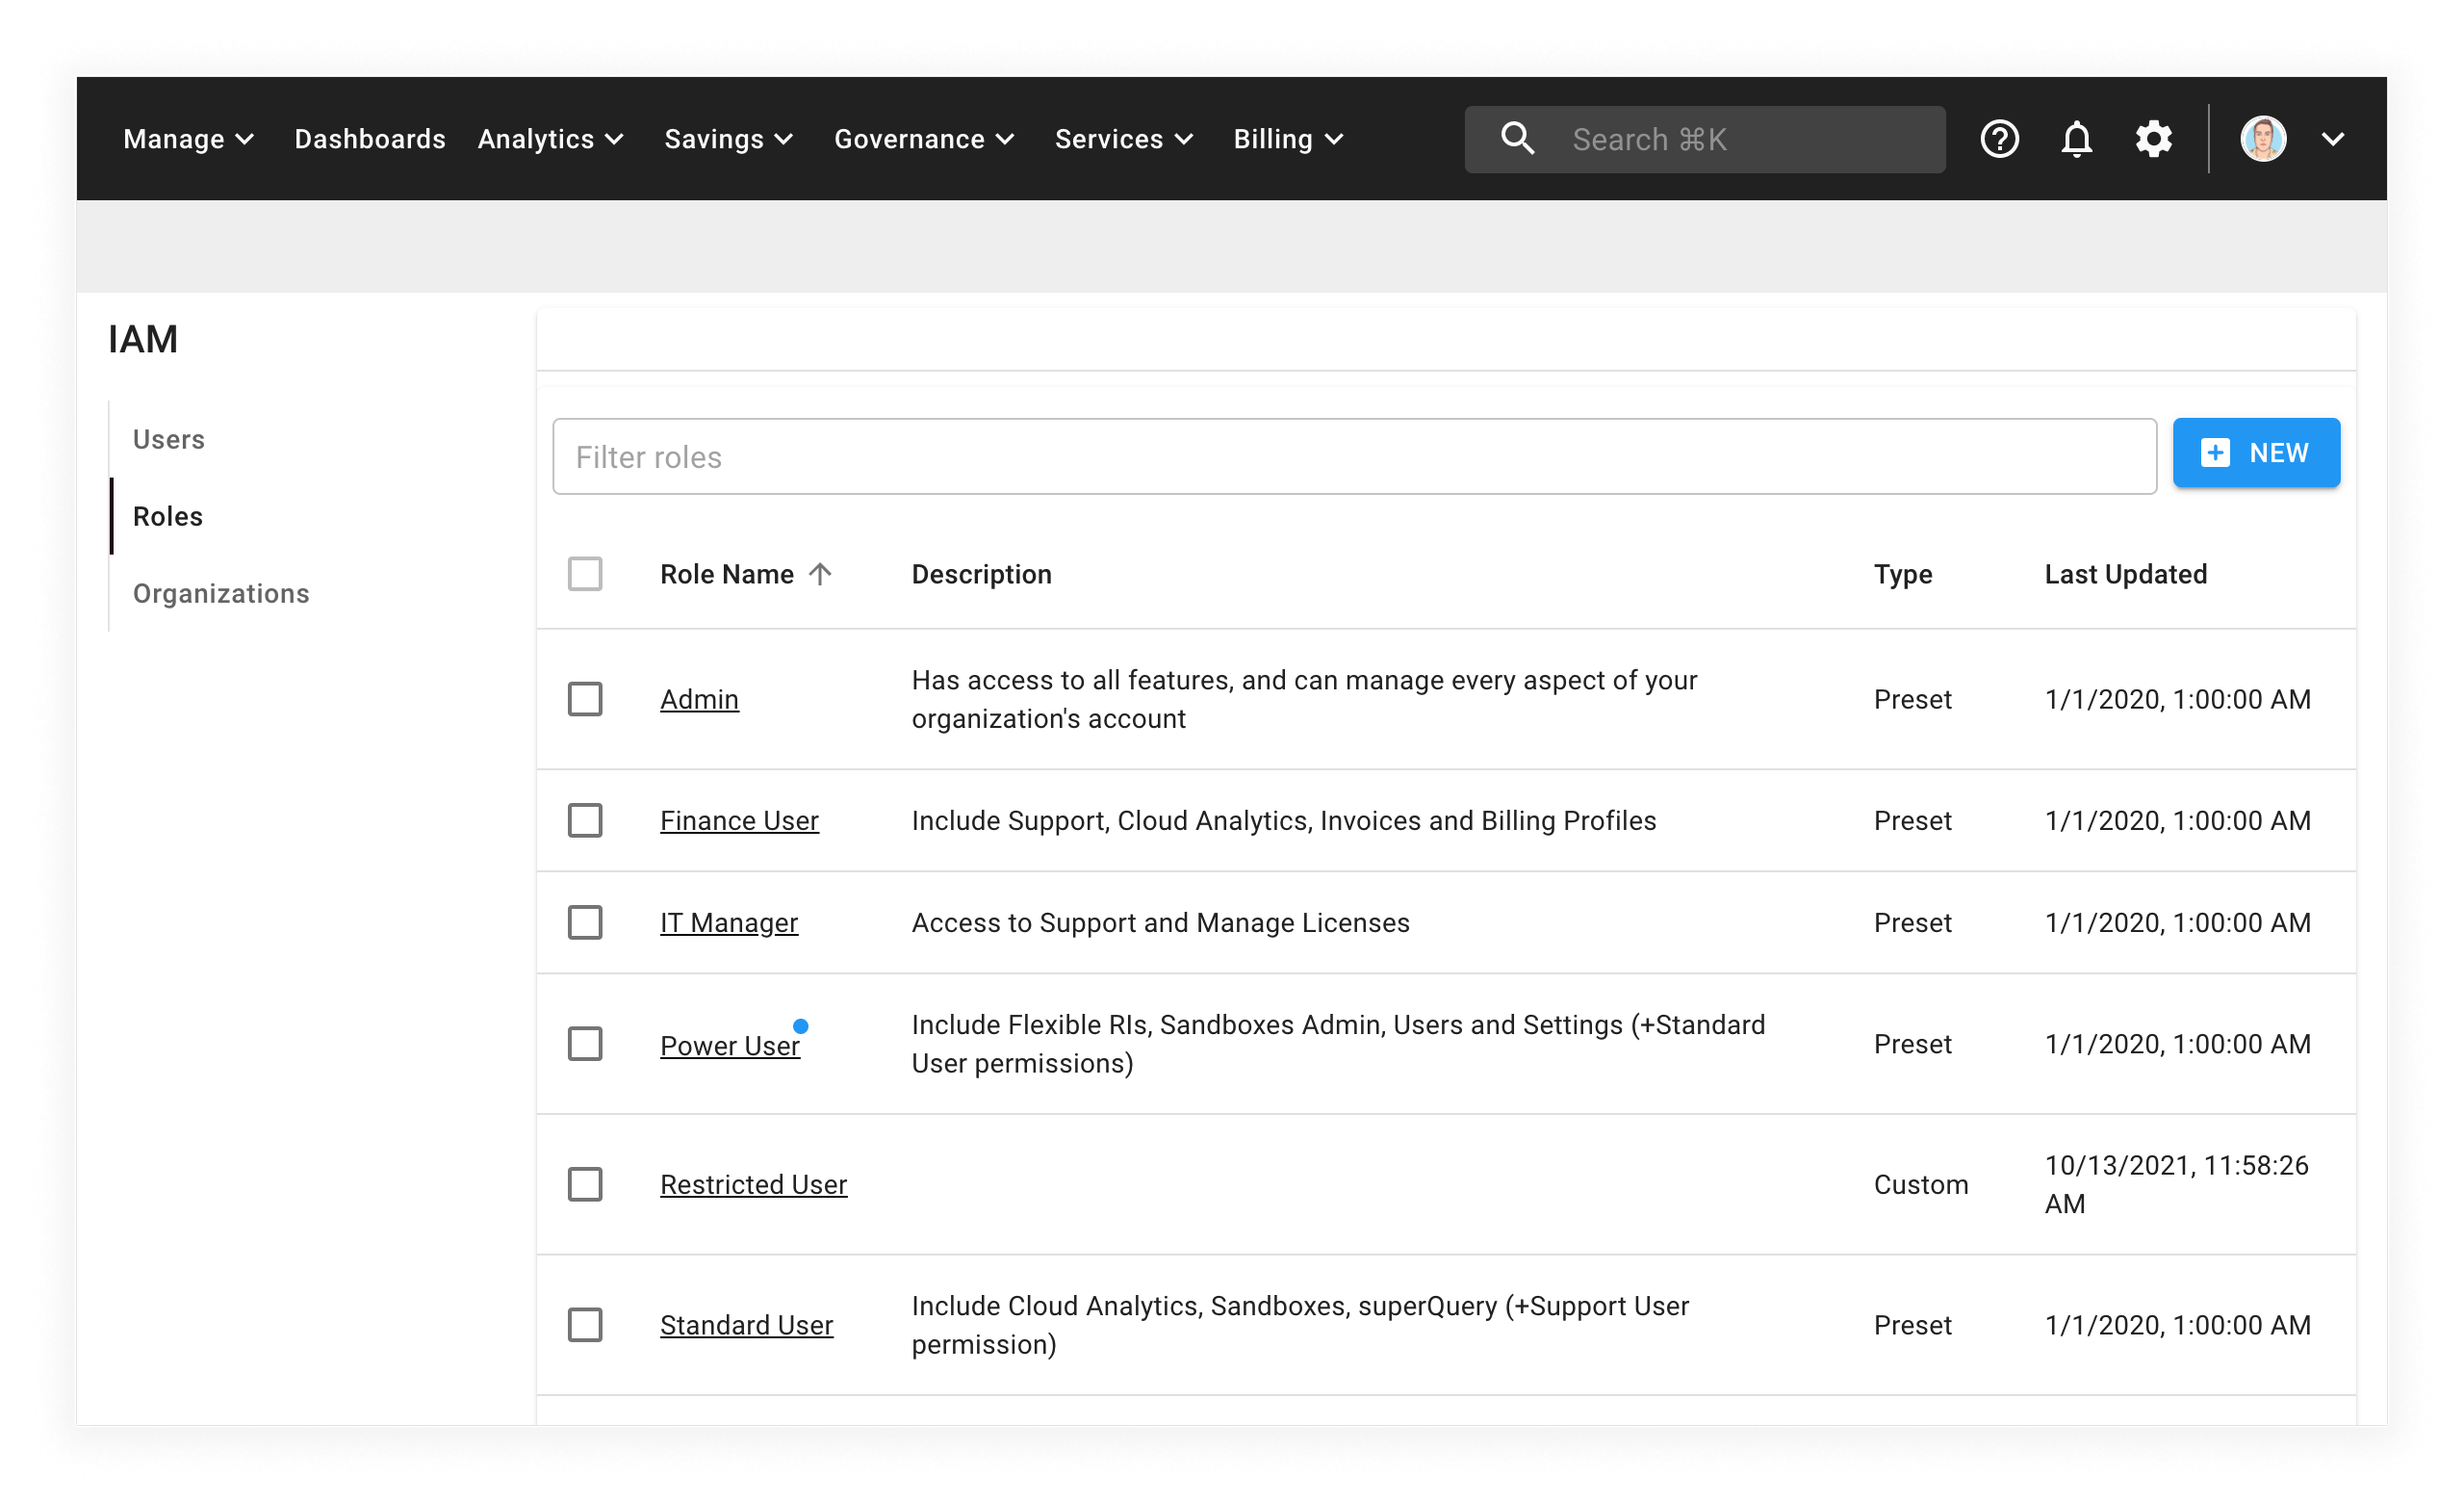 Manage Dashboards Analytics Savings Governance Services Billing Search ⌘K
IAM
Users
Roles
Organizations
Filter roles
NEW
Role Name Description Type Last Updated
Admin
Has access to all features, and can manage every aspect of your
organization's account
Preset
1/1/2020, 1:00:00 AM
Finance User
Include Support, Cloud Analytics, Invoices and Billing Profiles
Preset
1/1/2020, 1:00:00 AM
IT Manager
Access to Support and Manage Licenses
Preset
1/1/2020, 1:00:00 AM
Power User
Include Flexible RIs, Sandboxes Admin, Users and Settings (+Standard
User permissions)
Preset
1/1/2020, 1:00:00 AM
Restricted User
Custom
10/13/2021, 11:58:26
AM
Standard User
Include Cloud Analytics, Sandboxes, superQuery (+Support User
permission)
Preset
1/1/2020, 1:00:00 AM